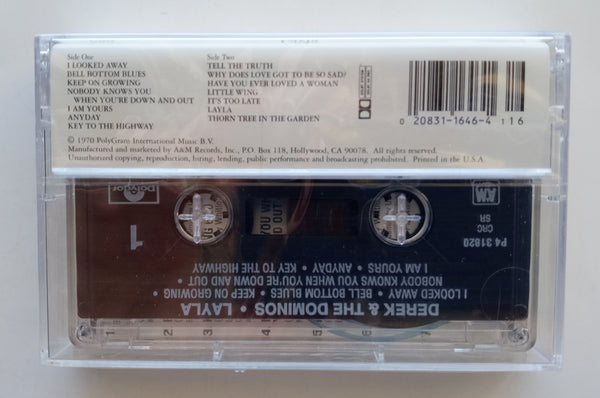 Side One
I LOOKED AWAY
BELL BOTTOM BLUES
KEEP ON GROWING
NOBODY KNOWS YOU
WHEN YOU'RE DOWN AND OUT
I AM YOURS
ANYDAY
KEY TO THE HIGHWAY
Side Two
TELL THE TRUTH
WHY DOES LOVE GOT TO BE SO SAD?
HAVE YOU EVER LOVED A WOMAN
LITTLE WING
IT'S TOO LATE
LAYLA
THORN TREE IN THE GARDEN
0 20831-1646-4 1 16
© 1970 PolyGram International Music B.V.
Manufactured and marketed by A&M Records, Inc., P.O. Box 118, Hollywood, CA 90078. All rights reserved.
Unauthorized copying, reproduction, hiring, lending, public performance and broadcasting prohibited. Printed in the U.S.A.
DEREK & THE DOMINOS • LAYLA
I LOOKED AWAY • BELL BOTTOM BLUES • KEEP ON GROWING •
NOBODY KNOWS YOU WHEN YOU'RE DOWN AND OUT
I AM YOURS • ANYDAY • KEY TO THE HIGHWAY
P4 31820
CRC
SR
1
Polydor
A&M
YOU W
D OUT